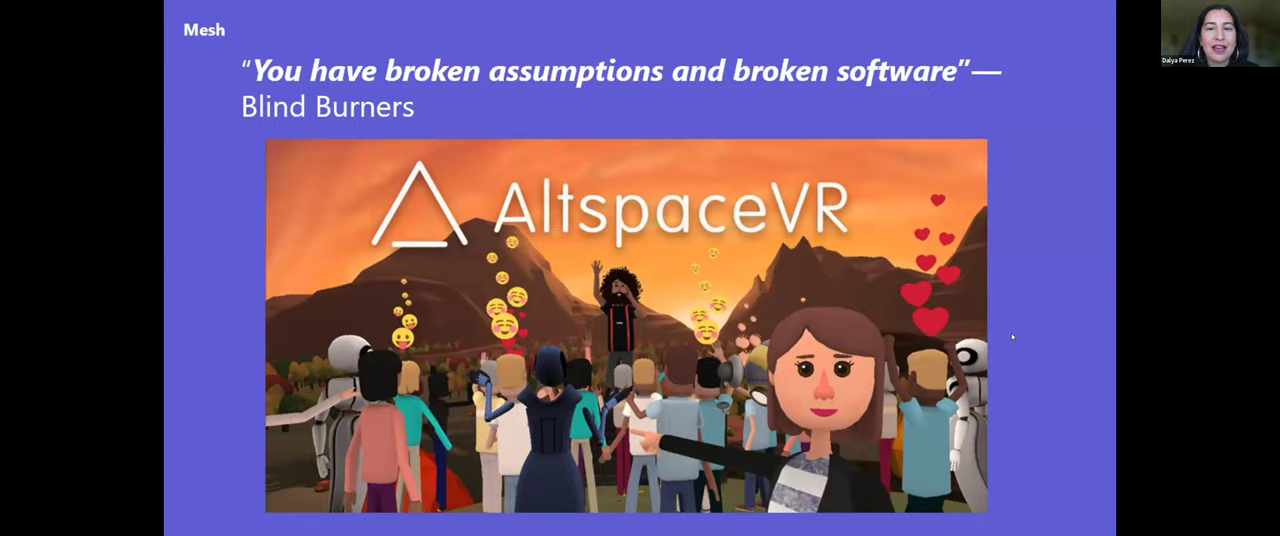 Mesh
"You have broken assumptions and broken software"—
Blind Burners
AltspaceVR
Dalya Perez